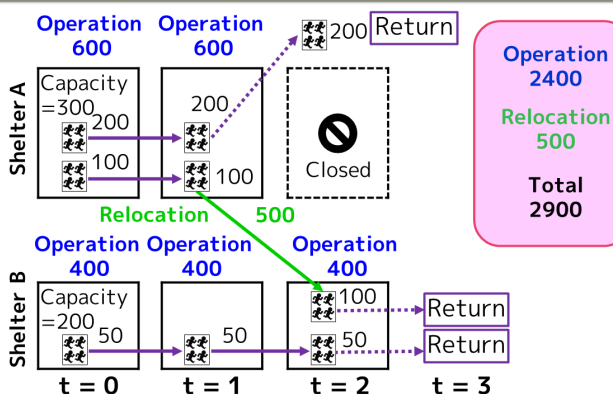 Operation
600
Operation
600
200
Return
Shelter A
Capacity
=300
200
100
200
100
Closed
Operation
2400
Relocation
500
Total
2900
Relocation
500
Operation
400
Operation
400
Operation
400
Shelter B
Capacity
=200
50
50
100
50
Return
Return
t = 0
t = 1
t = 2
t = 3